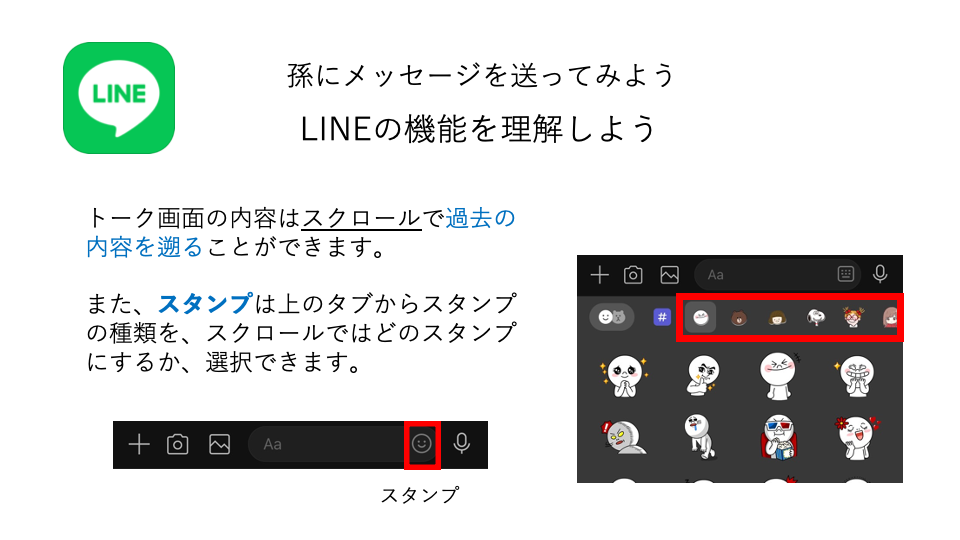 LINE
孫にメッセージを送ってみよう
LINEの機能を理解しよう
トーク画面の内容はスクロールで過去の
内容を遡ることができます。
また、スタンプは上のタブからスタンプ
の種類を、スクロールではどのスタンプ
にするか、選択できます。
Aa
スタンプ
Aa
#